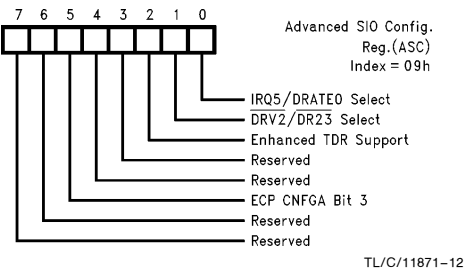 7 6 5 4 3 2 1 0
Advanced SIO Config.
Reg.(ASC)
Index = 09h
IRQ5/DRATE0 Select
DRV2/DR23 Select
Enhanced TDR Support
Reserved
Reserved
ECP CNFGA Bit 3
Reserved
Reserved
TL/C/11871–12